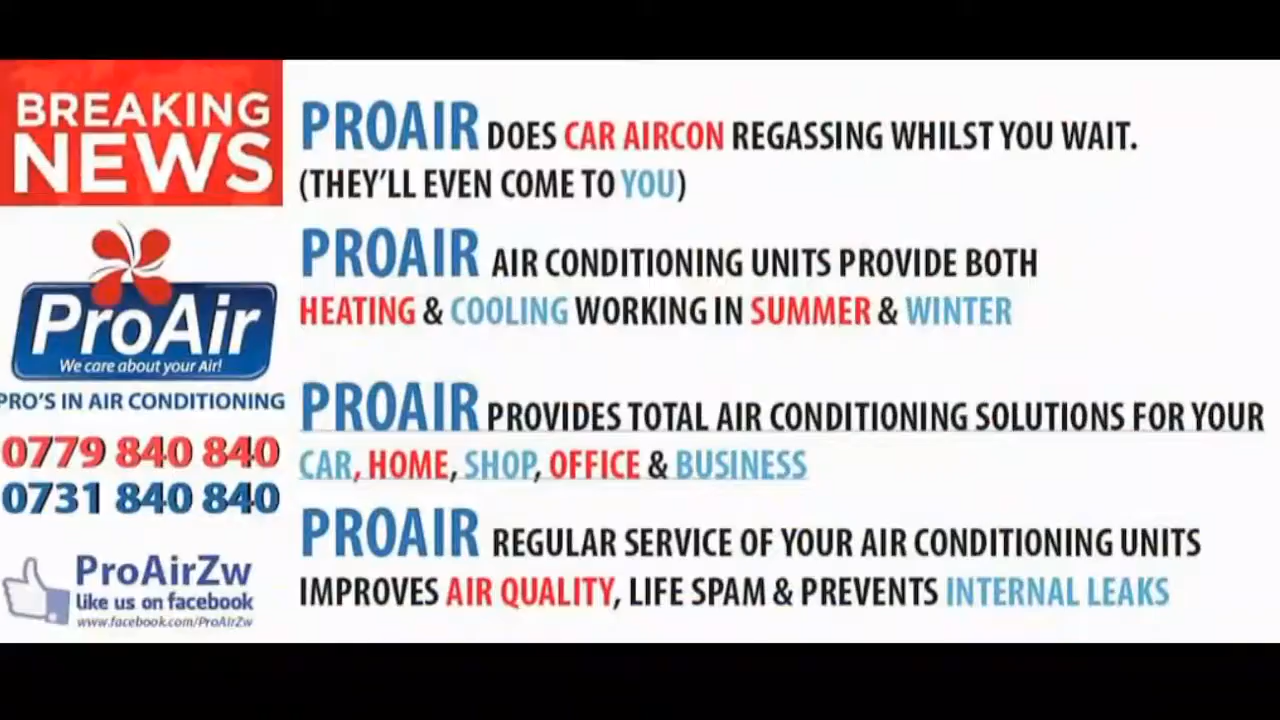 BREAKING
NEWS
ProAir
We care about your Air!
PRO'S IN AIR CONDITIONING
0779 840 840
0731 840 840
ProAirZw
like us on facebook
www.facebook.com/ProAirZw
PROAIR DOES CAR AIRCON REGASSING WHILST YOU WAIT.
(THEY'LL EVEN COME TO YOU)
PROAIR AIR CONDITIONING UNITS PROVIDE BOTH
HEATING & COOLING WORKING IN SUMMER & WINTER
PROAIR PROVIDES TOTAL AIR CONDITIONING SOLUTIONS FOR YOUR
CAR, HOME, SHOP, OFFICE & BUSINESS
PROAIR REGULAR SERVICE OF YOUR AIR CONDITIONING UNITS
IMPROVES AIR QUALITY, LIFE SPAM & PREVENTS INTERNAL LEAKS